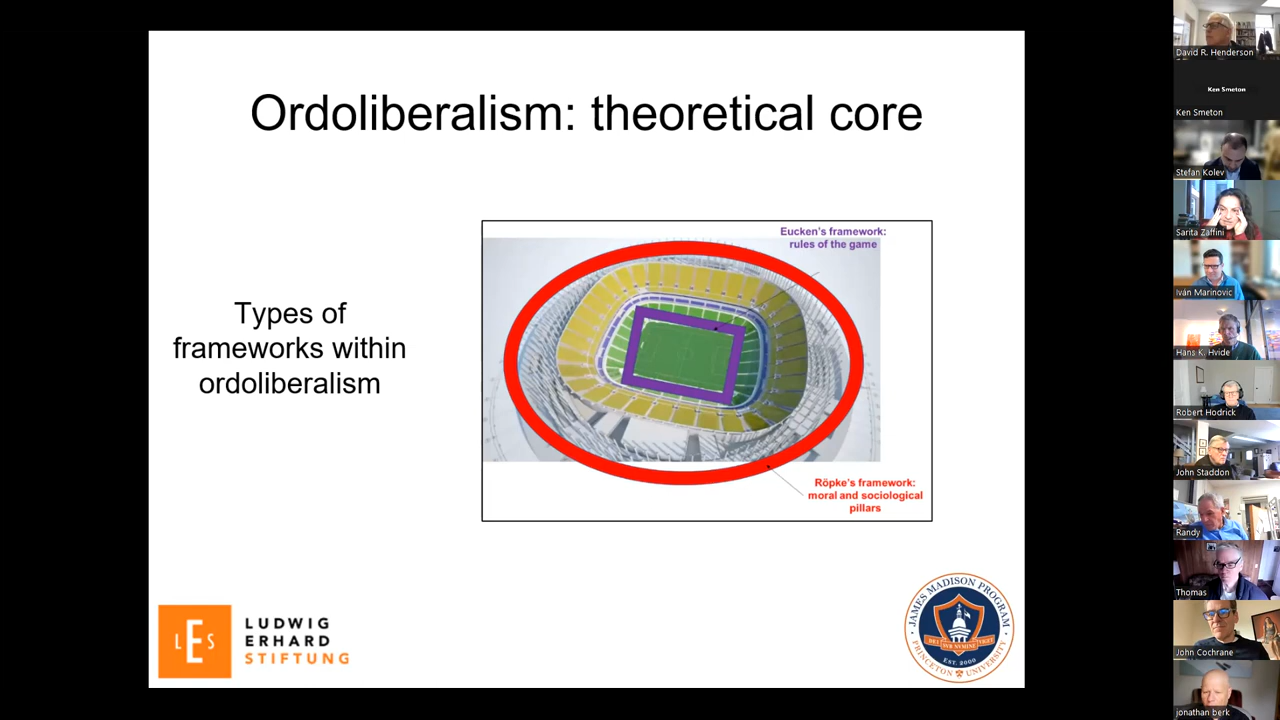 Ordoliberalism: theoretical core
Types of
frameworks within
ordoliberalism
Eucken's framework:
rules of the game
Röpke's framework:
moral and sociological
pillars
LES
LUDWIG
ERHARD
STIFTUNG
JAMES MADISON PROGRAM
EST. 2000
PRINCETON UNIVERSITY
David R. Henderson
Ken Smeton
Ken Smeton
Stefan Kolev
Sarita Zaffini
Iván Marinovic
Hans K. Hvide
Robert Hodrick
John Staddon
Randy
Thomas
John Cochrane
jonathan berk